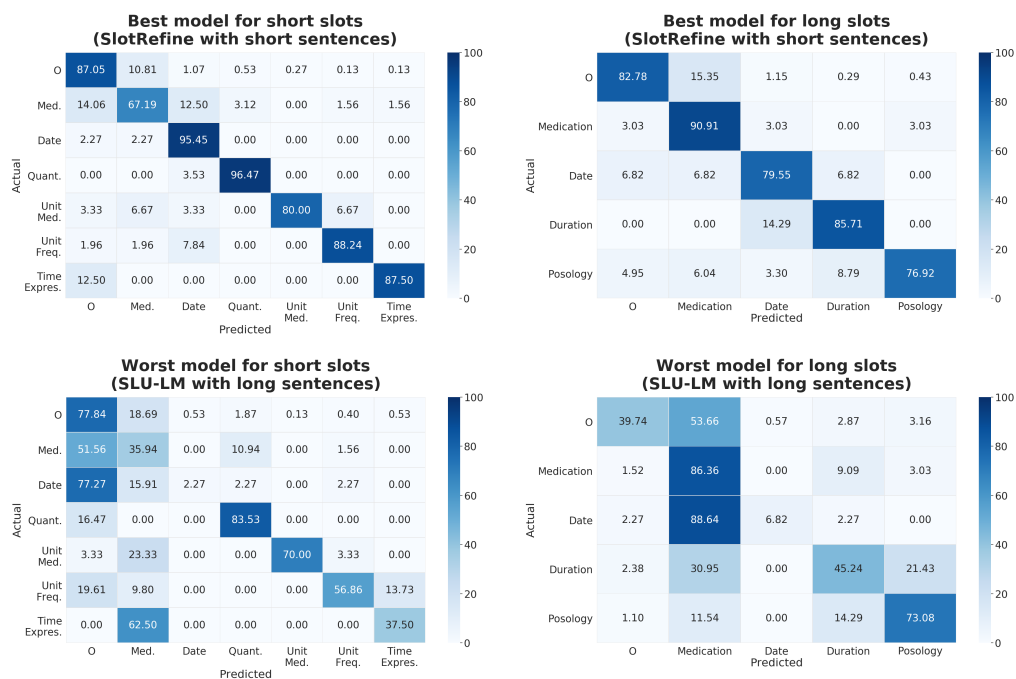 Best model for short slots
(SlotRefine with short sentences)
O 87.05 10.81 1.07 0.53 0.27 0.13 0.13
Med. 14.06 67.19 12.50 3.12 0.00 1.56 1.56
Date 2.27 2.27 95.45 0.00 0.00 0.00 0.00
Quant. 0.00 0.00 3.53 96.47 0.00 0.00 0.00
Unit Med. 3.33 6.67 3.33 0.00 80.00 6.67 0.00
Unit Freq. 1.96 1.96 7.84 0.00 0.00 88.24 0.00
Time Expres. 12.50 0.00 0.00 0.00 0.00 0.00 87.50
O Med. Date Quant. Unit Med. Unit Freq. Time Expres.
Predicted
Actual
100
80
60
40
20
0
Best model for long slots
(SlotRefine with short sentences)
O 82.78 15.35 1.15 0.29 0.43
Medication 3.03 90.91 3.03 0.00 3.03
Date 6.82 6.82 79.55 6.82 0.00
Duration 0.00 0.00 14.29 85.71 0.00
Posology 4.95 6.04 3.30 8.79 76.92
O Medication Date Duration Posology
Predicted
Actual
100
80
60
40
20
0
Worst model for short slots
(SLU-LM with long sentences)
O 77.84 18.69 0.53 1.87 0.13 0.40 0.53
Med. 51.56 35.94 0.00 10.94 0.00 1.56 0.00
Date 77.27 15.91 2.27 2.27 0.00 2.27 0.00
Quant. 16.47 0.00 0.00 83.53 0.00 0.00 0.00
Unit Med. 3.33 23.33 0.00 0.00 70.00 3.33 0.00
Unit Freq. 19.61 9.80 0.00 0.00 0.00 56.86 13.73
Time Expres. 0.00 62.50 0.00 0.00 0.00 0.00 37.50
O Med. Date Quant. Unit Med. Unit Freq. Time Expres.
Predicted
Actual
100
80
60
40
20
0
Worst model for long slots
(SLU-LM with long sentences)
O 39.74 53.66 0.57 2.87 3.16
Medication 1.52 86.36 0.00 9.09 3.03
Date 2.27 88.64 6.82 2.27 0.00
Duration 2.38 30.95 0.00 45.24 21.43
Posology 1.10 11.54 0.00 14.29 73.08
O Medication Date Duration Posology
Predicted
Actual
100
80
60
40
20
0